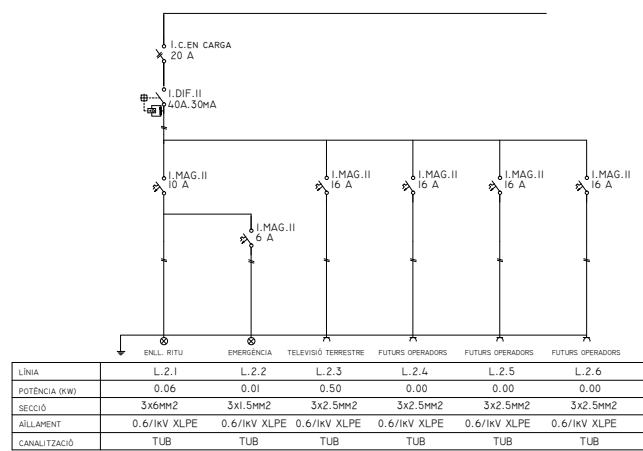 I.C.EN CARGA
20 A
I.DIF.II
40A.30MA
I.MAG.II I.MAG.II I.MAG.II I.MAG.II I.MAG.II
10 A 16 A 16 A 16 A 16 A
I.MAG.II
6 A
ENLL. RITU EMERGÈNCIA TELEVISIÓ TERRESTRE FUTURS OPERADORS FUTURS OPERADORS FUTURS OPERADORS
LÍNIA L.2.1 L.2.2 L.2.3 L.2.4 L.2.5 L.2.6
POTÈNCIA (KW) 0.06 0.01 0.50 0.00 0.00 0.00
SECCIÓ 3X6MM2 3X1.5MM2 3X2.5MM2 3X2.5MM2 3X2.5MM2 3X2.5MM2
AÏLLAMENT 0.6/1KV XLPE 0.6/1KV XLPE 0.6/1KV XLPE 0.6/1KV XLPE 0.6/1KV XLPE 0.6/1KV XLPE
CANALITZACIÓ TUB TUB TUB TUB TUB TUB